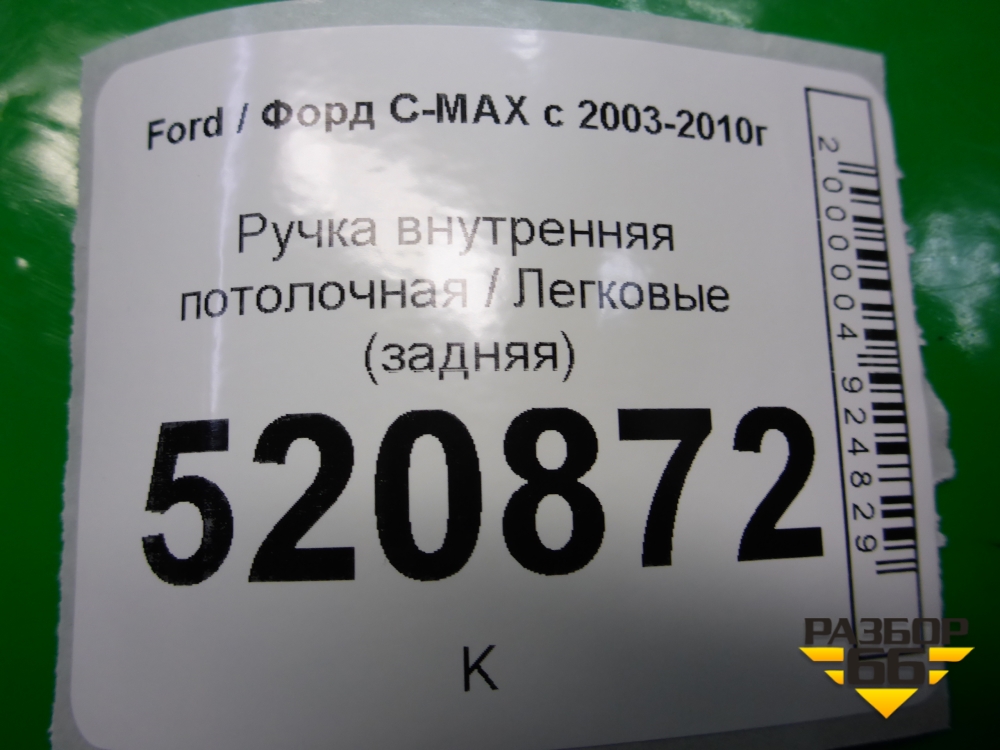 Ford / Форд C-MAX с 2003-2010г
Ручка внутренняя
потолочная / Легковые
(задняя)
520872
К
2000004924829
РАЗБОР
66